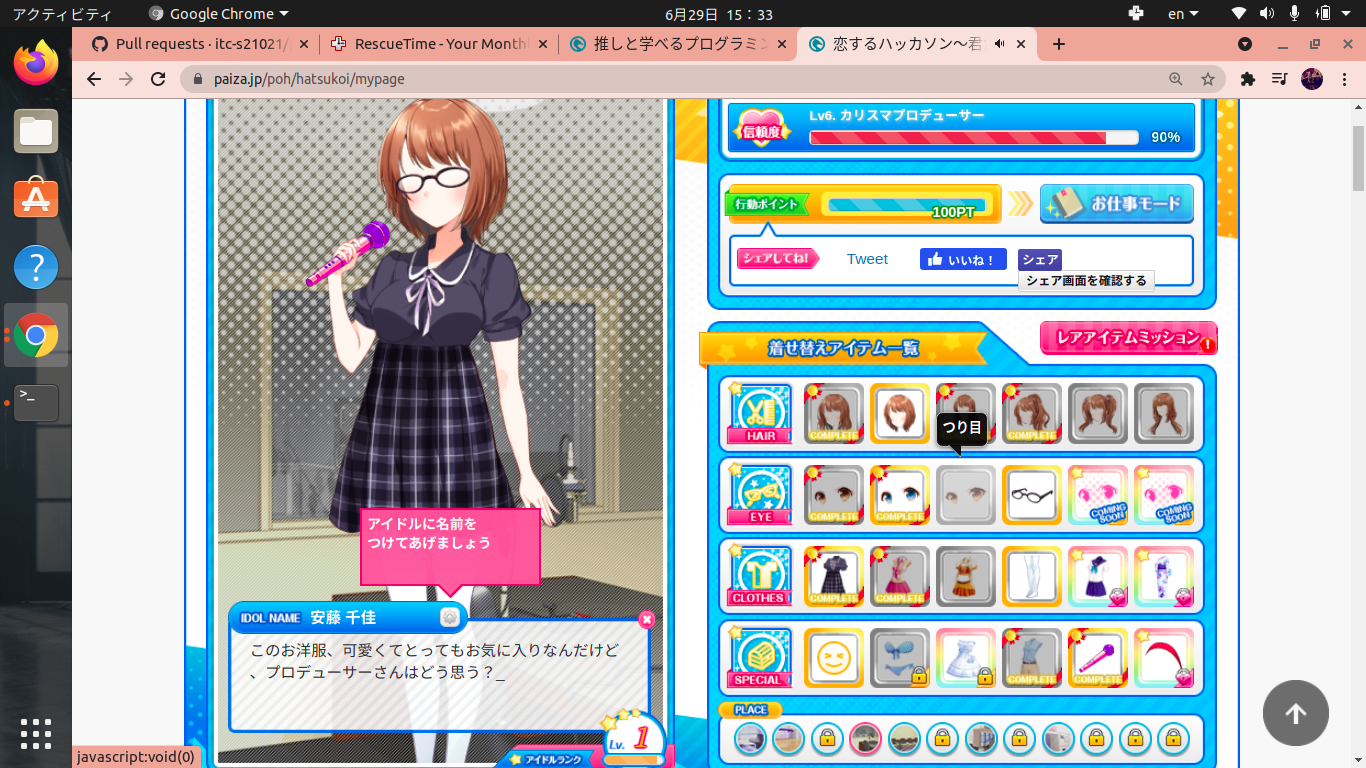 アクティビティ
Google Chrome
6月29日 15：33
en
Pull requests · itc-s21021/
RescueTime - Your Month
推しと学べるプログラミン
恋するハッカソン～君
paiza.jp/poh/hatsukoi/mypage
信頼度
Lv6. カリスマプロデューサー
90%
行動ポイント
100PT
お仕事モード
シェアしてね!
Tweet
いいね！
シェア
シェア画面を確認する
着せ替えアイテム一覧
レアアイテムミッション
!
HAIR
COMPLETE
COMPLETE
つり目
EYE
COMPLETE
COMPLETE
COMING SOON
COMING SOON
CLOTHES
COMPLETE
COMPLETE
COMPLETE
SPECIAL
COMPLETE
COMPLETE
PLACE
アイドルに名前を
つけてあげましょう
IDOL NAME 安藤 千佳
このお洋服、可愛くてとってもお気に入りなんだけど
、プロデューサーさんはどう思う？_
Lv. 1
アイドルランク
javascript:void(0)